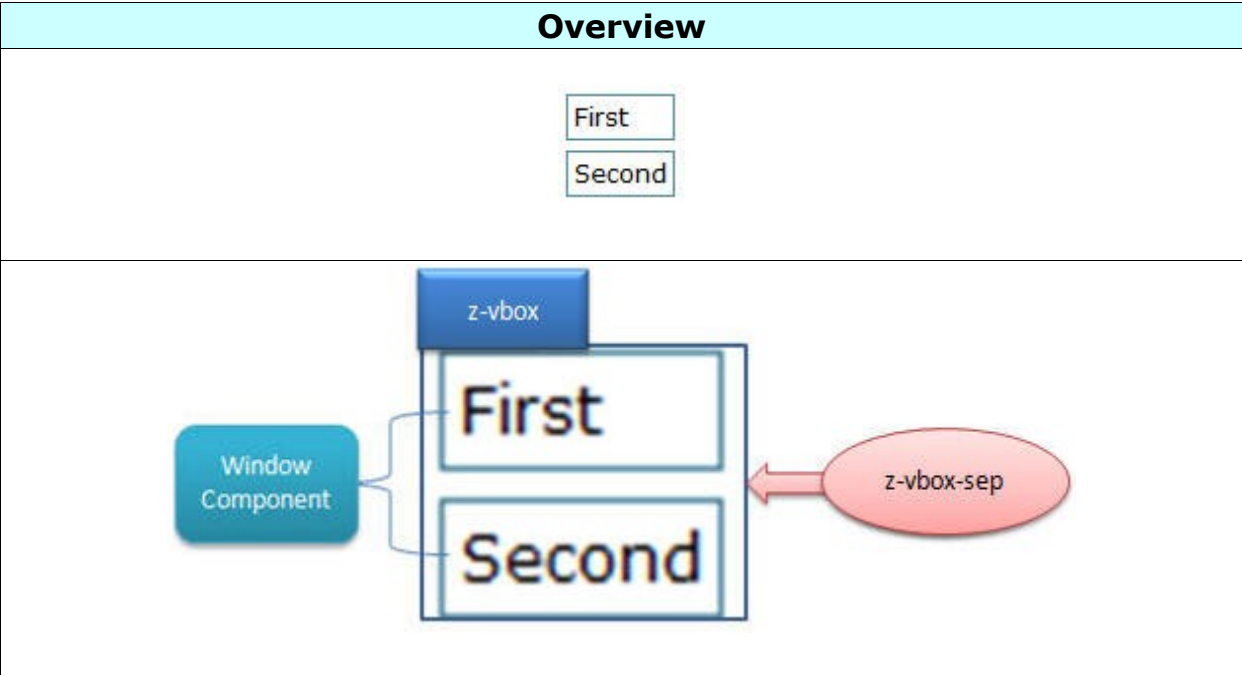 Overview
First
Second
z-vbox
First
Window
Component
z-vbox-sep
Second